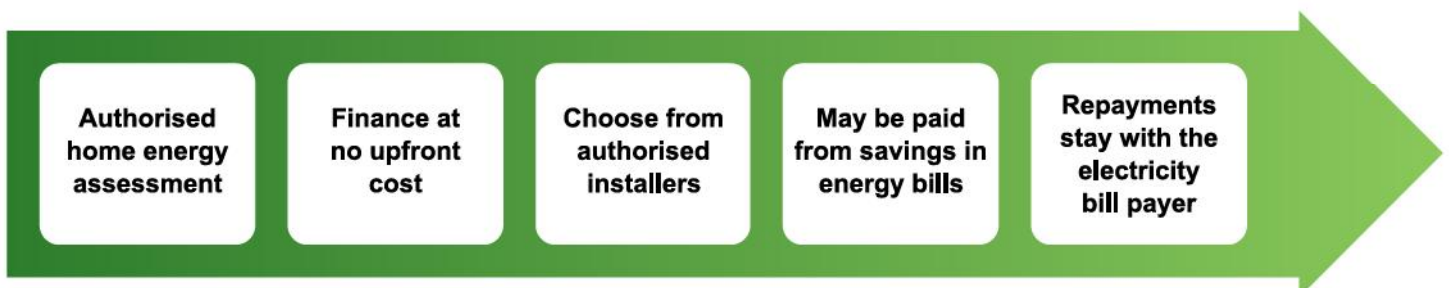 Authorised
home energy
assessment
Finance at
no upfront
cost
Choose from
authorised
installers
May be paid
from savings in
energy bills
Repayments
stay with the
electricity
bill payer